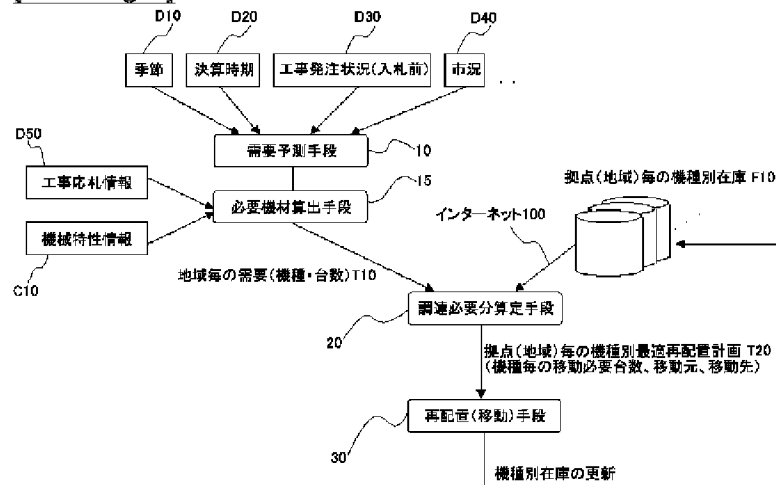 D10
D20
D30
D40
季節
決算時期
工事発注状況(入札前)
市況
. .
需要予測手段
10
D50
工事応札情報
15
必要機材算出手段
拠点(地域)毎の機種別在庫 F10
インターネット100
機械特性情報
C10
地域毎の需要(機種・台数)T10
調達必要分算定手段
20
拠点(地域)毎の機種別最適再配置計画 T20
(機種毎の移動必要台数、移動元、移動先)
再配置(移動)手段
30
機種別在庫の更新